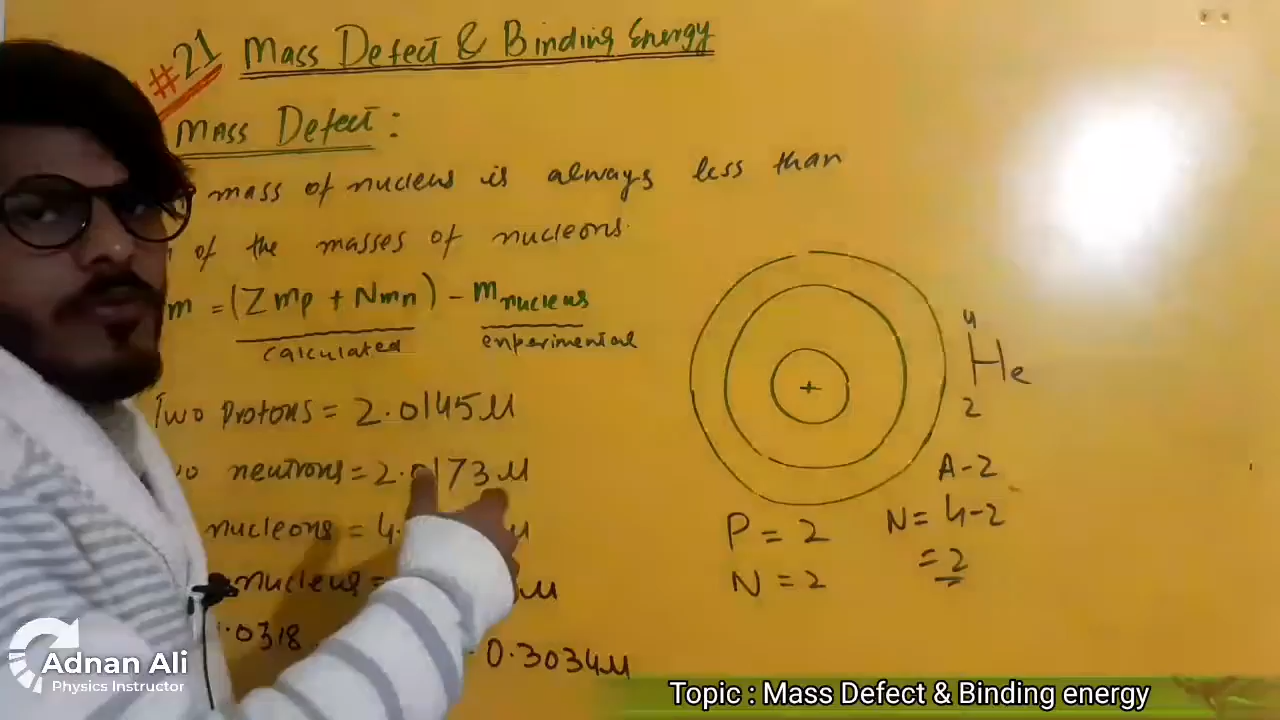 #21 Mass Defect & Binding Energy
Mass Defect :
mass of nucleus is always less than
of the masses of nucleons.
m = (Zmp + Nmn) - mnucleus
calculated experimental
Two Protons = 2.0145u
neutrons = 2.0173u
nucleons = 4.
nucleus =
.0318
0.3034u
4
He
2
A-2
P = 2
N = 4-2
= 2
N = 2
Adnan Ali
Physics Instructor
Topic : Mass Defect & Binding energy